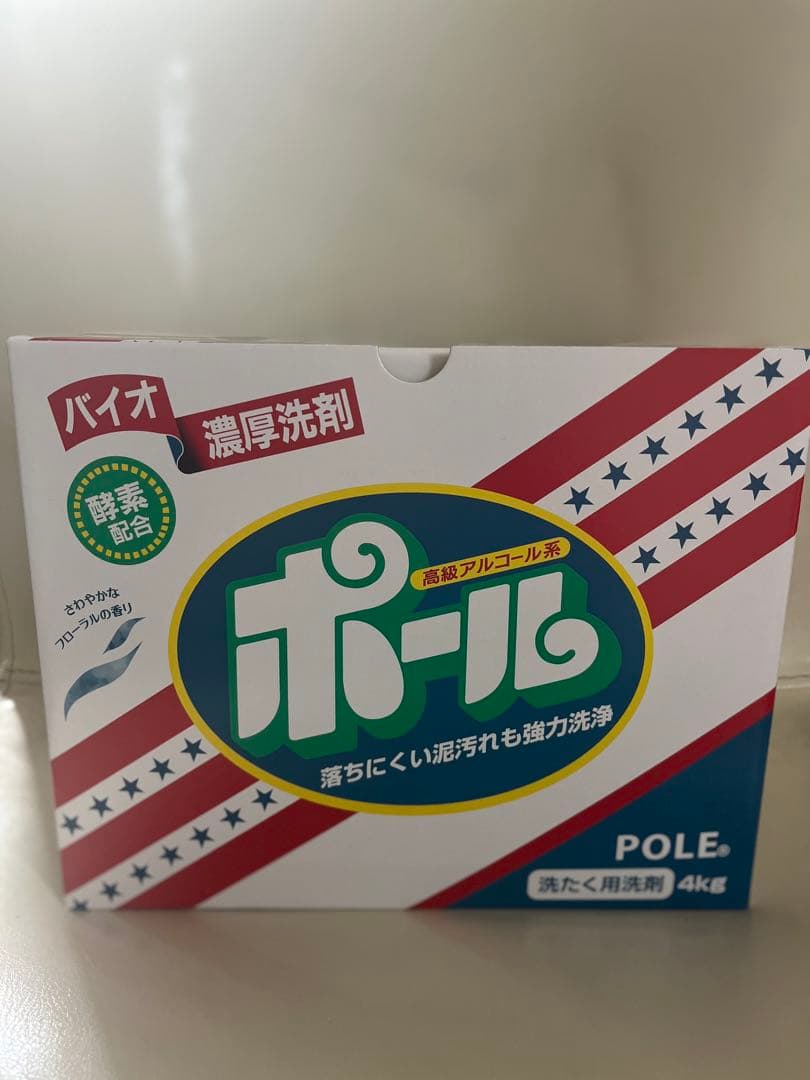 バイオ
濃厚洗剤
酵素
配合
さわやかな
フローラルの香り
高級アルコール系
ポール
落ちにくい泥汚れも強力洗浄
POLE®
洗たく用洗剤 4kg